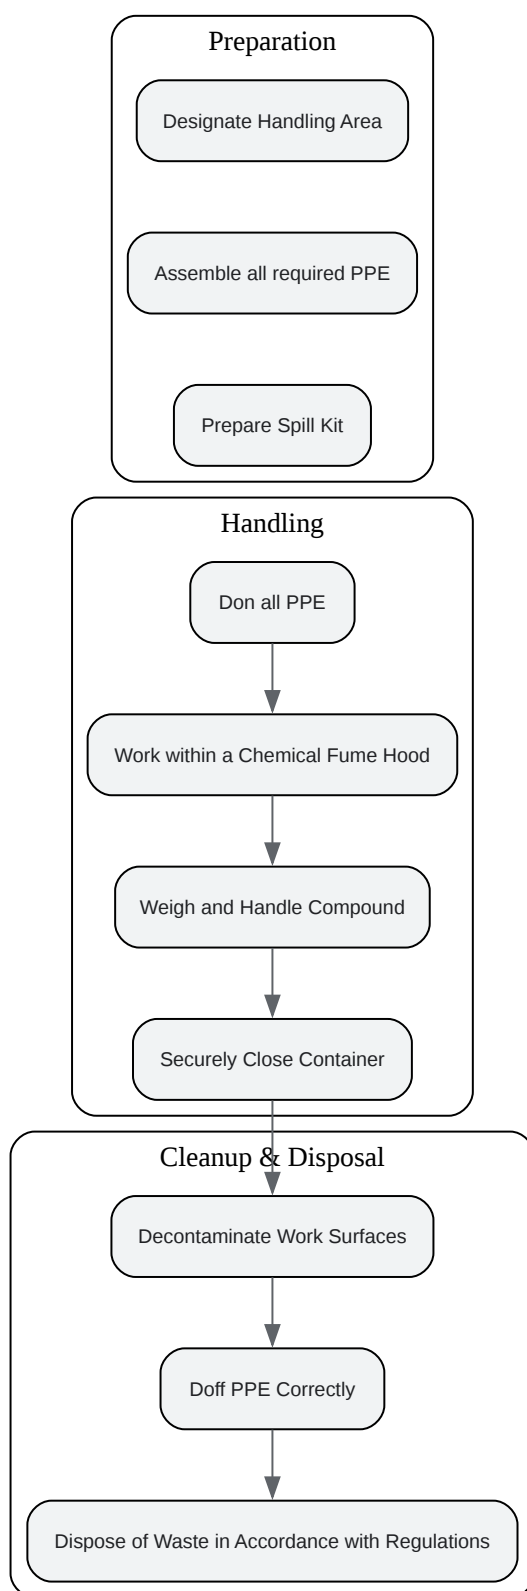 Preparation
Designate Handling Area
Assemble all required PPE
Prepare Spill Kit
Handling
Don all PPE
Work within a Chemical Fume Hood
Weigh and Handle Compound
Securely Close Container
Cleanup & Disposal
Decontaminate Work Surfaces
Doff PPE Correctly
Dispose of Waste in Accordance with Regulations